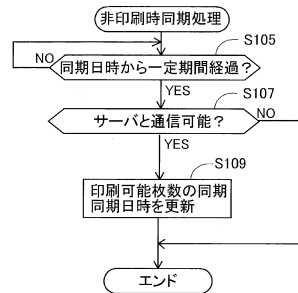 非印刷時同期処理
S105
NO
同期日時から一定期間経過?
YES
S107
サーバと通信可能?
NO
YES
S109
印刷可能枚数の同期
同期日時を更新
エンド